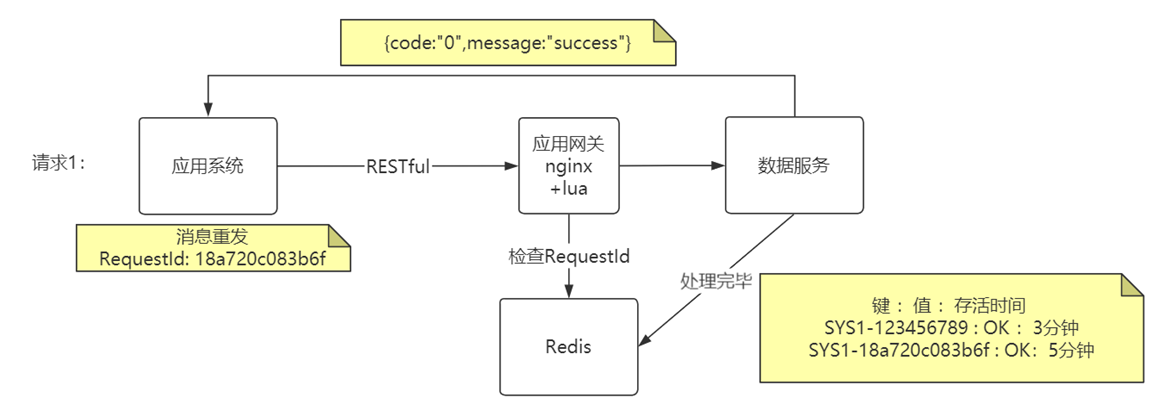 {code:"0",message:"success"}
请求1：
应用系统
RESTful
应用网关
nginx
+lua
数据服务
消息重发
RequestId: 18a720c083b6f
检查RequestId
处理完毕
Redis
键 ：值 ：存活时间
SYS1-123456789 : OK ：3分钟
SYS1-18a720c083b6f : OK：5分钟